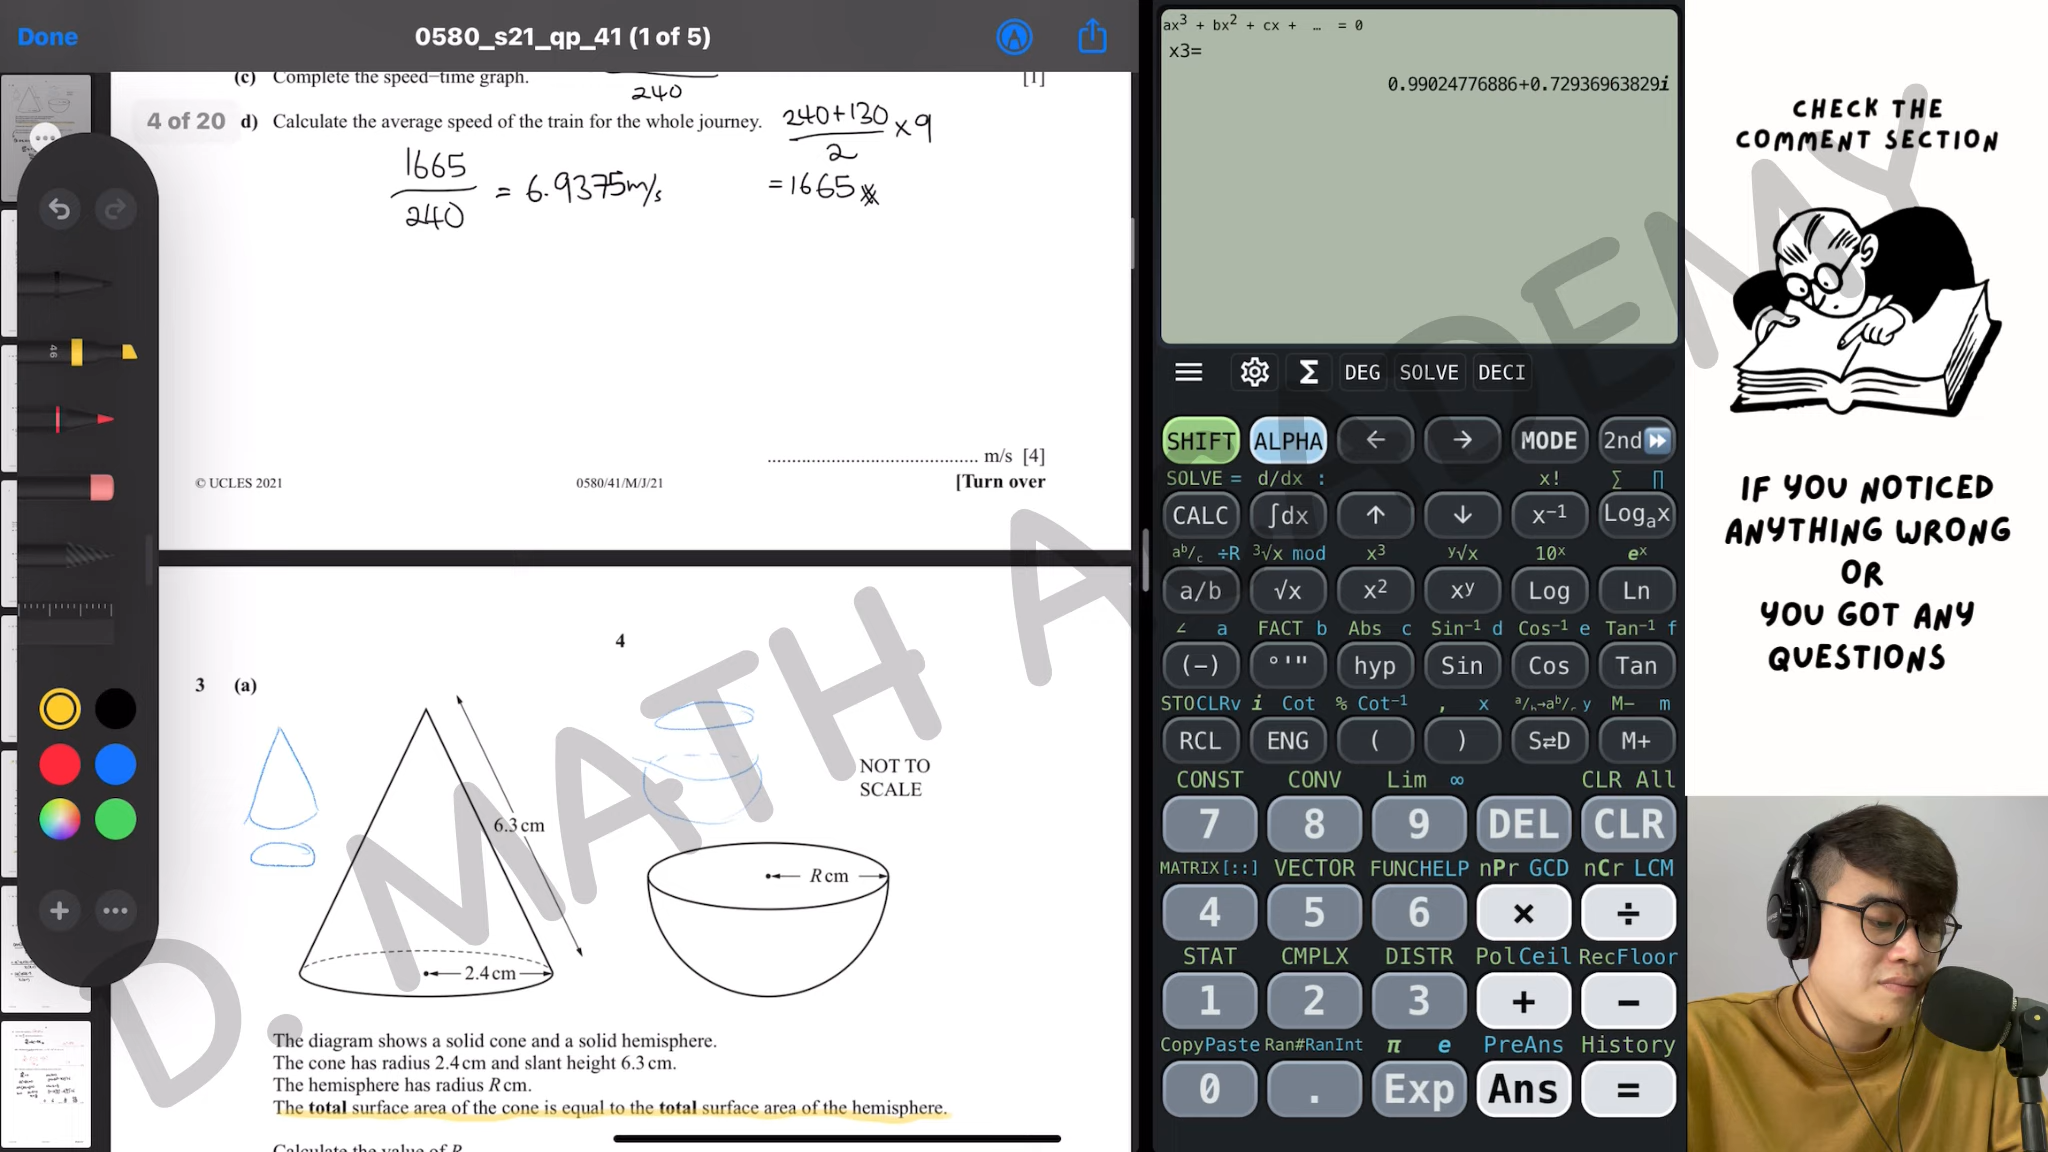 Done
0580_s21_qp_41 (1 of 5)
(c) Complete the speed–time graph.
[1]
240
4 of 20
d) Calculate the average speed of the train for the whole journey.
240+130
2
x 9
= 1665
1665
240
= 6.9375 m/s
........................................ m/s [4]
© UCLES 2021
0580/41/M/J/21
[Turn over
4
3 (a)
6.3 cm
2.4 cm
R cm
NOT TO
SCALE
The diagram shows a solid cone and a solid hemisphere.
The cone has radius 2.4 cm and slant height 6.3 cm.
The hemisphere has radius R cm.
The total surface area of the cone is equal to the total surface area of the hemisphere.
Calculate the value of R
46
D. MATH ACADEMY
ax³ + bx² + cx + … = 0
x3=
0.99024776886+0.72936963829i
DEG SOLVE DECI
SHIFT ALPHA ← → MODE 2nd
SOLVE = d/dx : x! ∑ ∏
CALC ∫dx ↑ ↓ x⁻¹ Logₐx
aᵇ/c ÷R ³√x mod x³ ʸ√x 10ˣ eˣ
a/b √x x² xʸ Log Ln
∠ a FACT b Abs c Sin⁻¹ d Cos⁻¹ e Tan⁻¹ f
(−) °'" hyp Sin Cos Tan
STO CLRv i Cot % Cot⁻¹ , x y M− m
RCL ENG ( ) S⇄D M+
CONST CONV Lim ∞ CLR All
7 8 9 DEL CLR
MATRIX[::] VECTOR FUNC HELP nPr GCD nCr LCM
4 5 6 × ÷
STAT CMPLX DISTR Pol Ceil Rec Floor
1 2 3 + −
Copy Paste Ran# RanInt π e PreAns History
0 . Exp Ans =
CHECK THE
COMMENT SECTION
IF YOU NOTICED
ANYTHING WRONG
OR
YOU GOT ANY
QUESTIONS